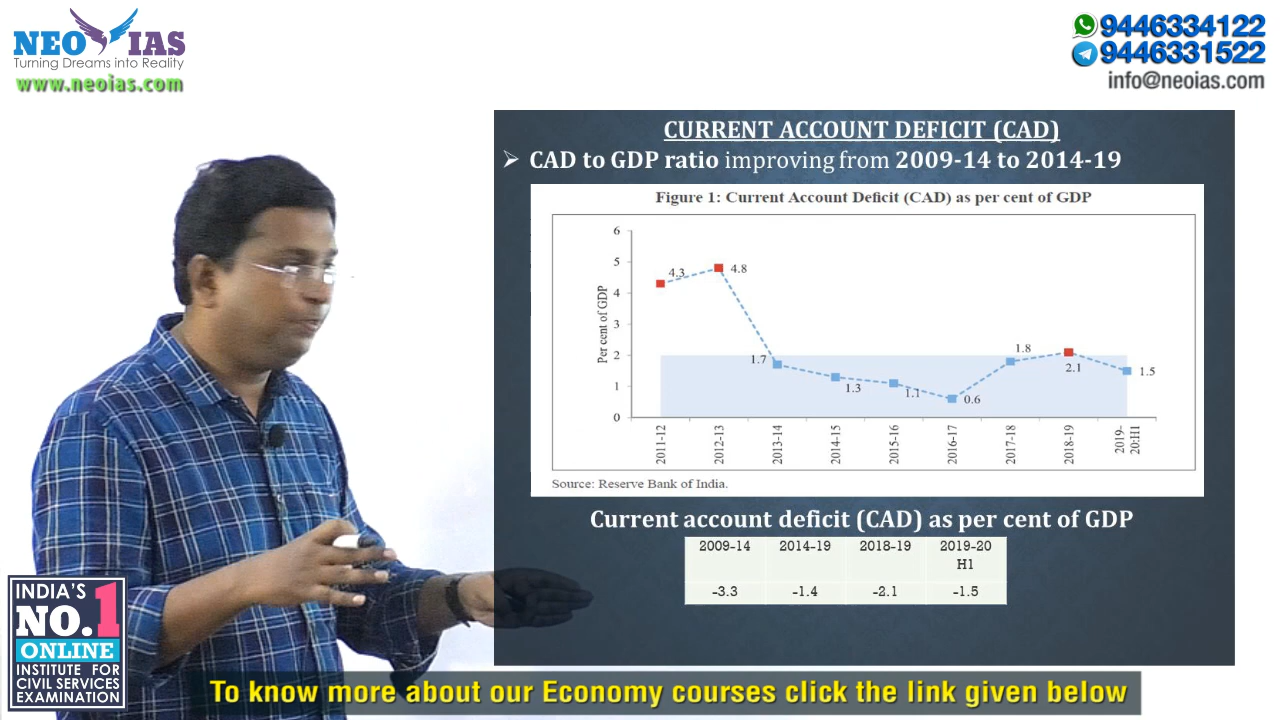 NEO IAS
Turning Dreams into Reality
www.neoias.com
9446334122
9446331522
info@neoias.com
CURRENT ACCOUNT DEFICIT (CAD)
➢ CAD to GDP ratio improving from 2009-14 to 2014-19
Figure 1: Current Account Deficit (CAD) as per cent of GDP
Per cent of GDP
6
5
4
3
2
1
0
4.3
4.8
1.7
1.3
1.1
0.6
1.8
2.1
1.5
2011-12
2012-13
2013-14
2014-15
2015-16
2016-17
2017-18
2018-19
2019-
20:H1
Source: Reserve Bank of India.
Current account deficit (CAD) as per cent of GDP
2009-14 2014-19 2018-19 2019-20
H1
-3.3 -1.4 -2.1 -1.5
INDIA'S
NO.1
ONLINE
INSTITUTE FOR
CIVIL SERVICES
EXAMINATION
To know more about our Economy courses click the link given below